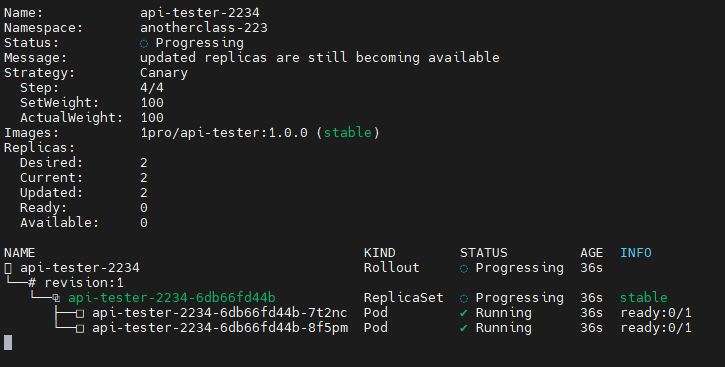 Name:            api-tester-2234
Namespace:       anotherclass-223
Status:          ◌ Progressing
Message:         updated replicas are still becoming available
Strategy:        Canary
  Step:          4/4
  SetWeight:     100
  ActualWeight:  100
Images:          1pro/api-tester:1.0.0 (stable)
Replicas:
  Desired:       2
  Current:       2
  Updated:       2
  Ready:         0
  Available:     0

NAME                                         KIND        STATUS         AGE  INFO
□ api-tester-2234                            Rollout     ◌ Progressing  36s
└──# revision:1
   └──⧉ api-tester-2234-6db66fd44b           ReplicaSet  ◌ Progressing  36s  stable
      ├──□ api-tester-2234-6db66fd44b-7t2nc  Pod         ✔ Running      36s  ready:0/1
      └──□ api-tester-2234-6db66fd44b-8f5pm  Pod         ✔ Running      36s  ready:0/1